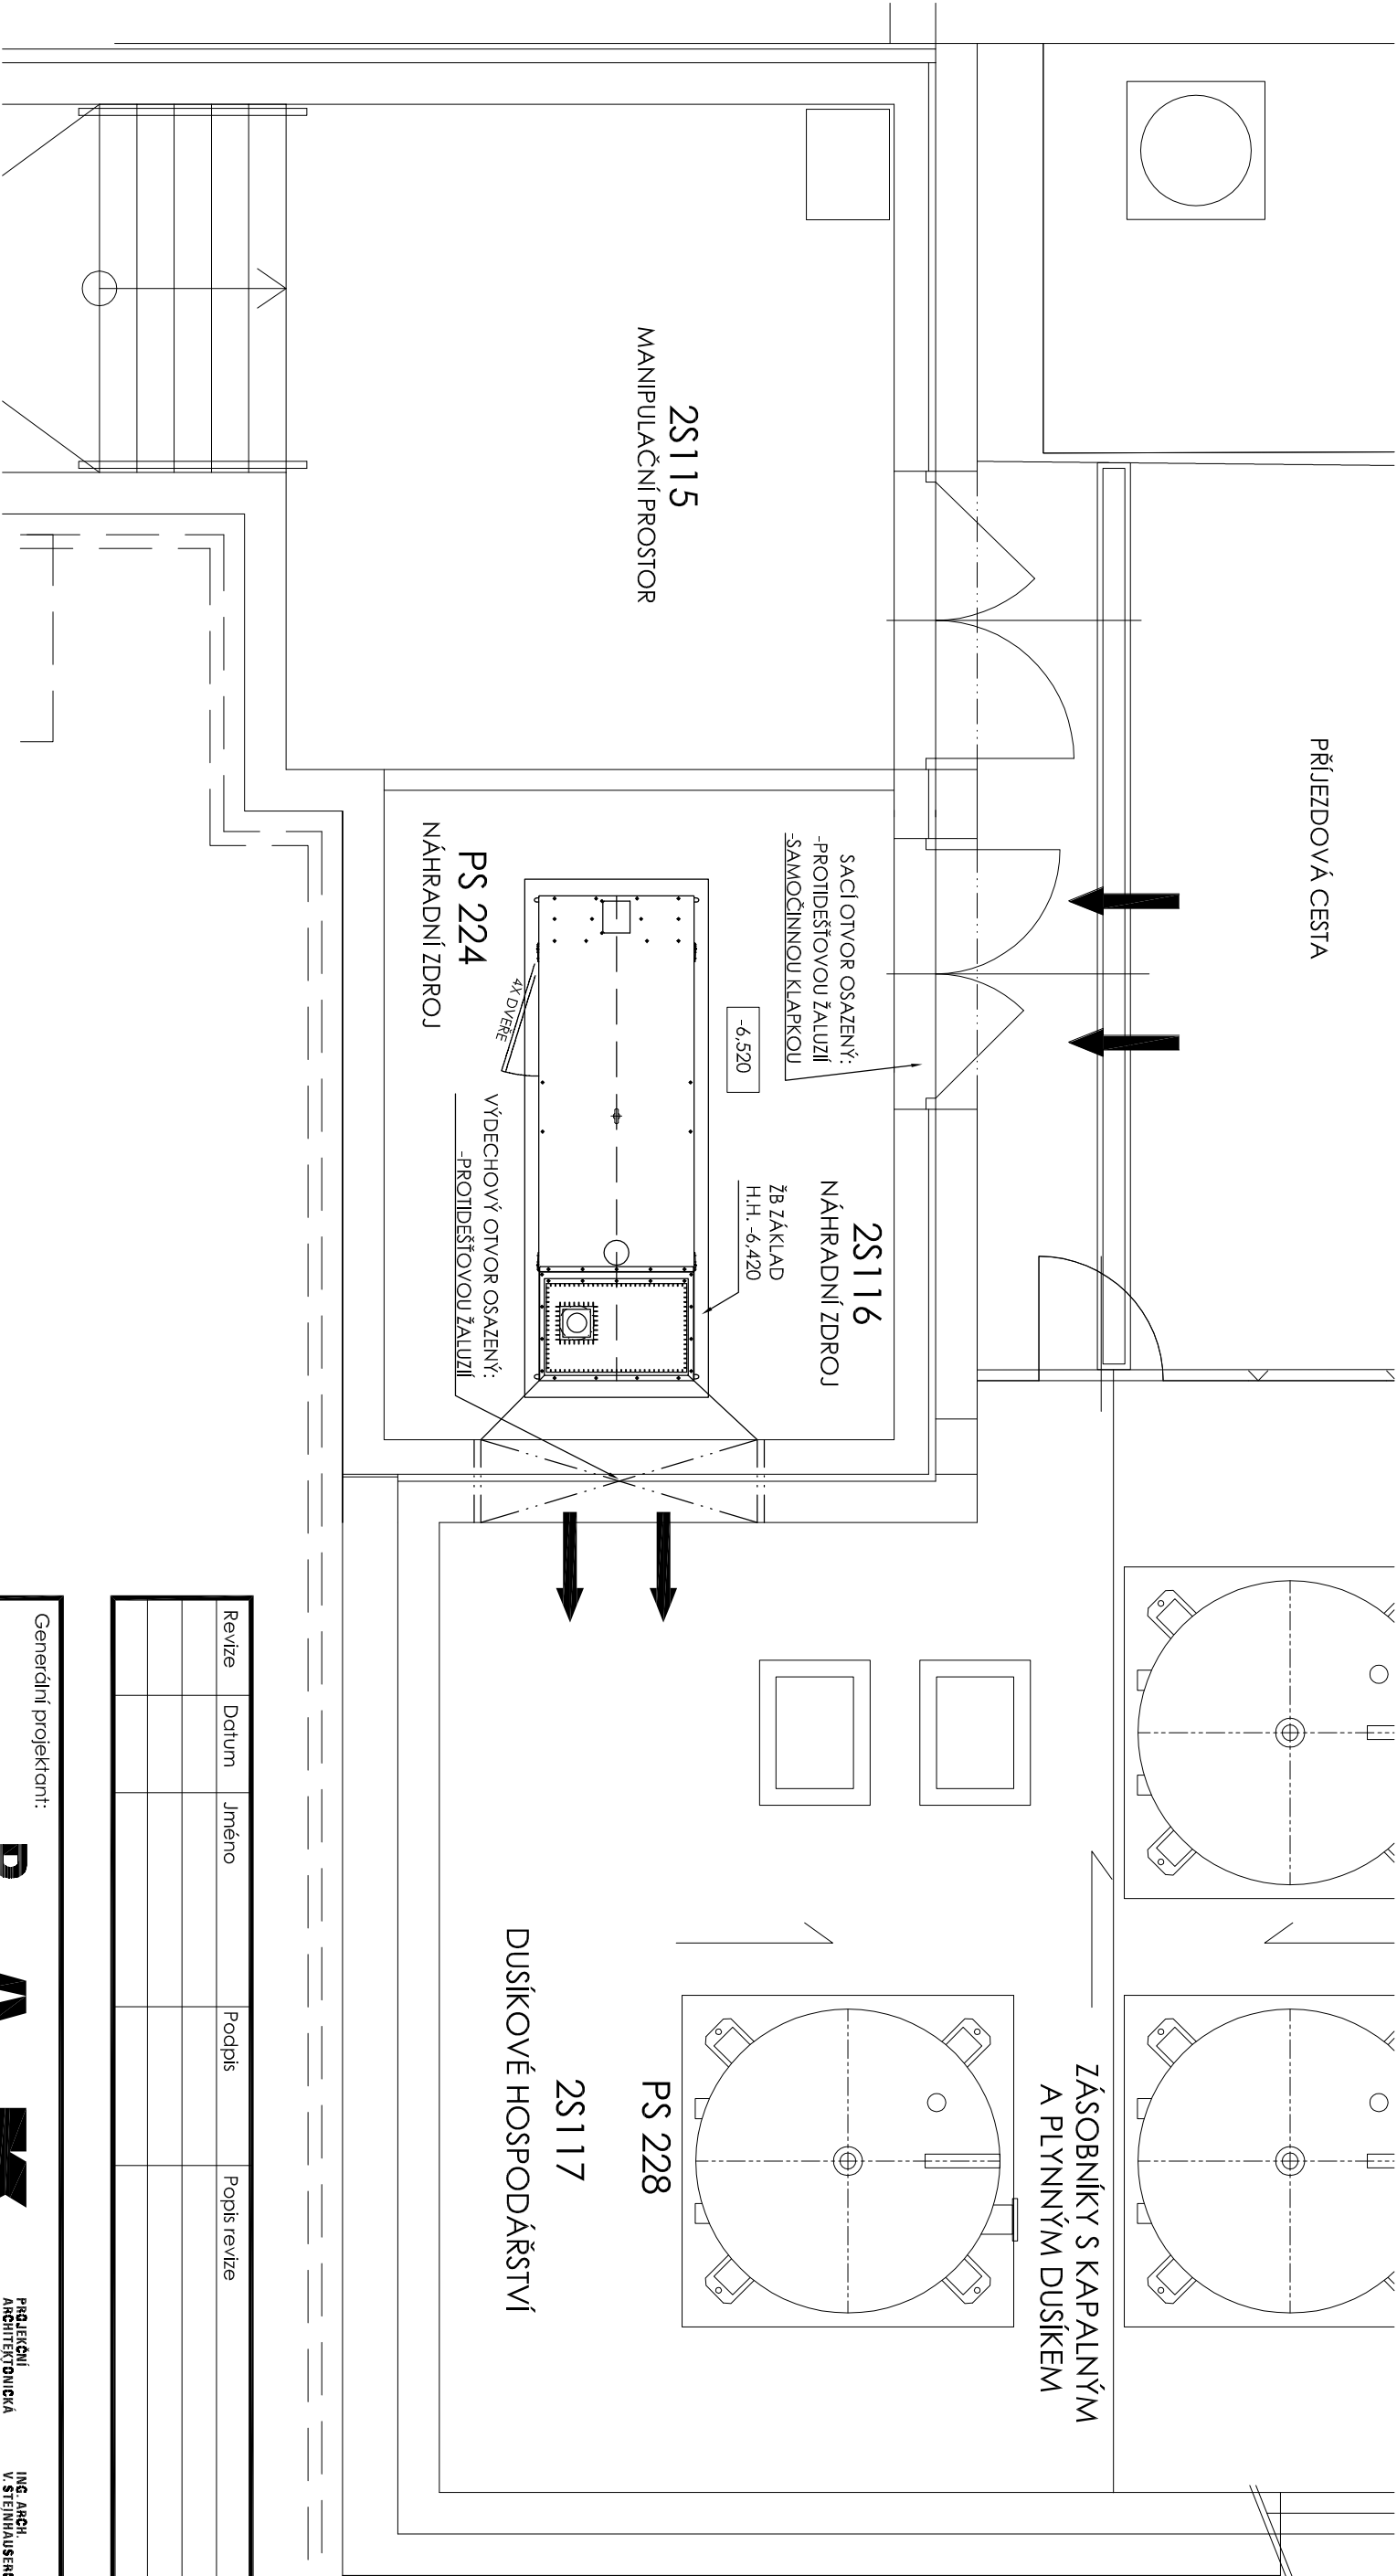 PŘÍJEZDOVÁ CESTA
2S115
MANIPULAČNÍ PROSTOR
SACÍ OTVOR OSAZENÝ:
-PROTIDEŠŤOVOU ŽALUZIÍ
-SAMOČINNOU KLAPKOU
-6,520
2S116
NÁHRADNÍ ZDROJ
ŽB ZÁKLAD
H.H. -6,420
PS 224
NÁHRADNÍ ZDROJ
4X DVEŘE
VÝDECHOVÝ OTVOR OSAZENÝ:
-PROTIDEŠŤOVOU ŽALUZIÍ
ZÁSOBNÍKY S KAPALNÝM
A PLYNNÝM DUSÍKEM
PS 228
2S117
DUSÍKOVÉ HOSPODÁŘSTVÍ
Revize Datum Jméno Podpis Popis revize
Generální projektant:
PROJEKČNÍ
ARCHITEKTONICKÁ
ING. ARCH.